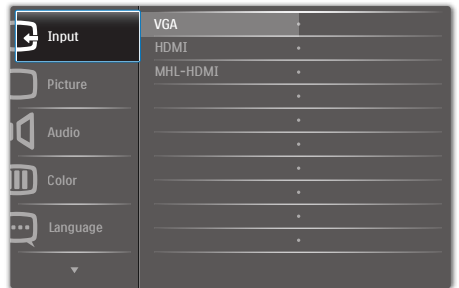 Input
Picture
Audio
Color
Language
VGA
HDMI
MHL-HDMI